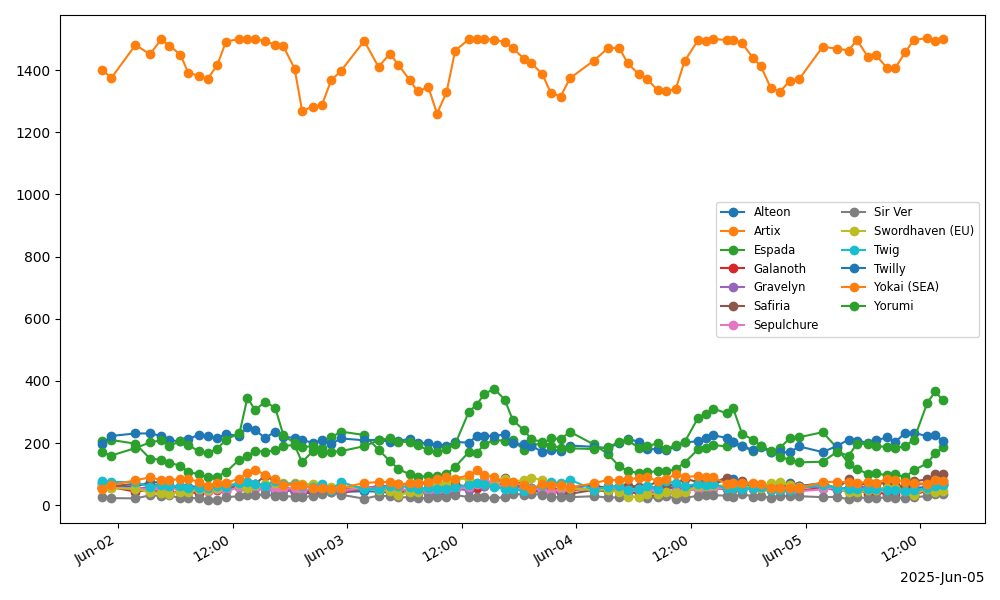 1400
1200
1000
800
600
400
200
0
Alteon
Artix
Espada
Galanoth
Gravelyn
Safiria
Sepulchure
Sir Ver
Swordhaven (EU)
Twig
Twilly
Yokai (SEA)
Yorumi
Jun-02
12:00
Jun-03
12:00
Jun-04
12:00
Jun-05
12:00
2025-Jun-05